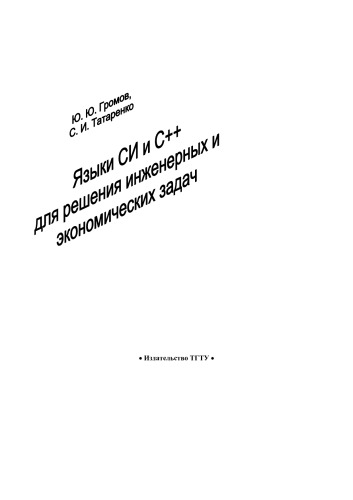 Ю. Ю. Громов,
С. И. Татаренко
Языки СИ и С++
для решения инженерных и
экономических задач
• Издательство ТГТУ •